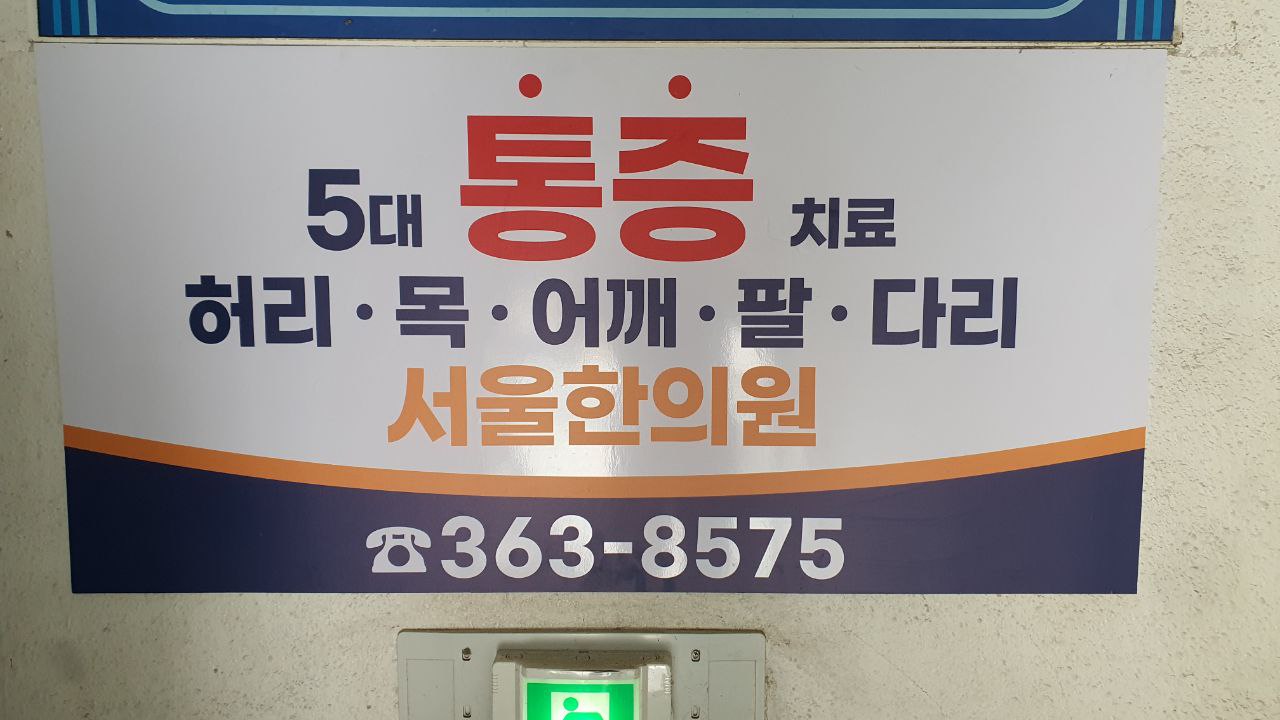 5대 통증 치료
허리·목·어깨·팔·다리
서울한의원
☎363-8575